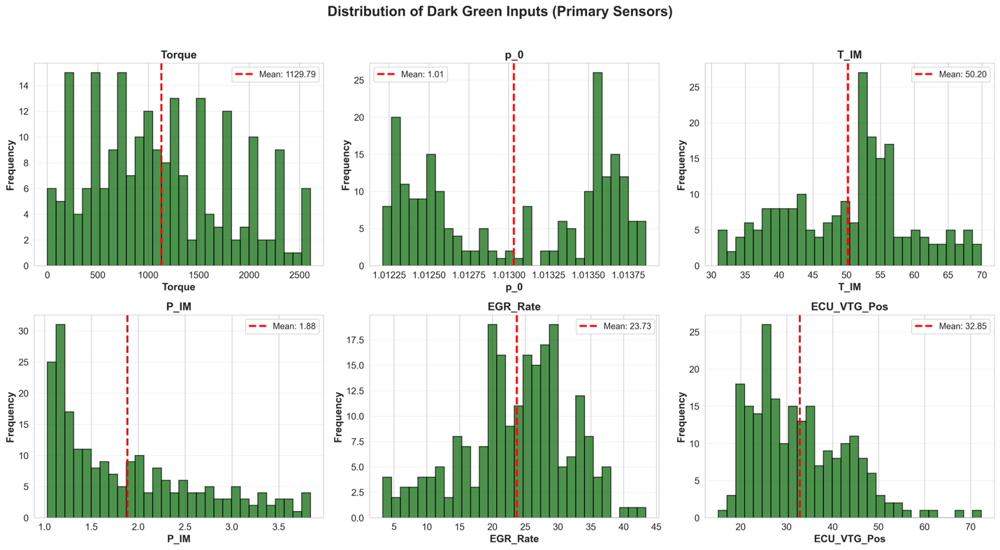 Distribution of Dark Green Inputs (Primary Sensors)
Torque
Mean: 1129.79
Frequency
14
12
10
8
6
4
2
0
0 500 1000 1500 2000 2500
Torque
p_0
Mean: 1.01
Frequency
25
20
15
10
5
0
1.01225 1.01250 1.01275 1.01300 1.01325 1.01350 1.01375
p_0
T_IM
Mean: 50.20
Frequency
25
20
15
10
5
0
30 35 40 45 50 55 60 65 70
T_IM
P_IM
Mean: 1.88
Frequency
30
25
20
15
10
5
0
1.0 1.5 2.0 2.5 3.0 3.5
P_IM
EGR_Rate
Mean: 23.73
Frequency
17.5
15.0
12.5
10.0
7.5
5.0
2.5
0.0
5 10 15 20 25 30 35 40 45
EGR_Rate
ECU_VTG_Pos
Mean: 32.85
Frequency
25
20
15
10
5
0
20 30 40 50 60 70
ECU_VTG_Pos